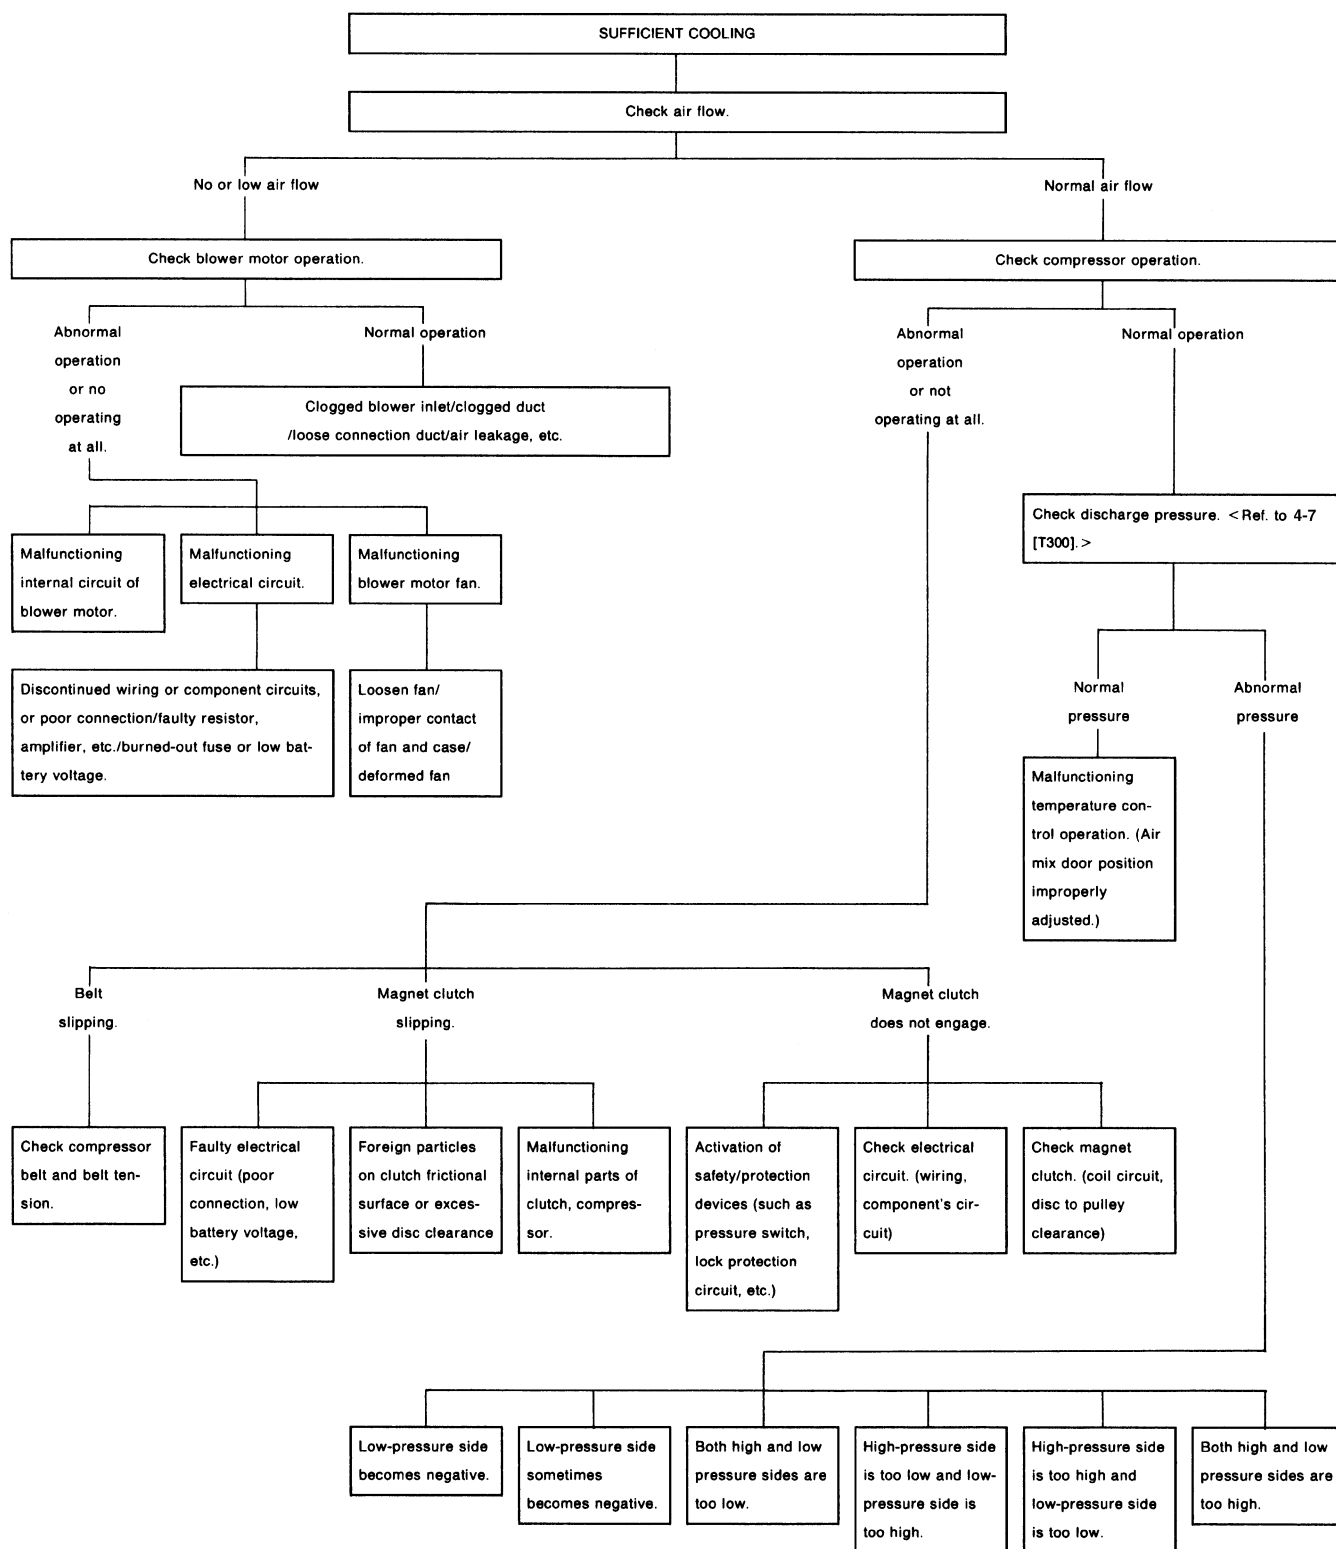 SUFFICIENT COOLING
Check air flow.
No or low air flow
Normal air flow
Check blower motor operation.
Check compressor operation.
Abnormal
operation
or no
operating
at all.
Normal operation
Clogged blower inlet/clogged duct
/loose connection duct/air leakage, etc.
Abnormal
operation
or not
operating at all.
Normal operation
Malfunctioning
internal circuit of
blower motor.
Malfunctioning
electrical circuit.
Malfunctioning
blower motor fan.
Check discharge pressure. <Ref. to 4-7
[T300].>
Discontinued wiring or component circuits,
or poor connection/faulty resistor,
amplifier, etc./burned-out fuse or low bat-
tery voltage.
Loosen fan/
improper contact
of fan and case/
deformed fan
Normal
pressure
Abnormal
pressure
Malfunctioning
temperature con-
trol operation. (Air
mix door position
improperly
adjusted.)
Belt
slipping.
Magnet clutch
slipping.
Magnet clutch
does not engage.
Check compressor
belt and belt ten-
sion.
Faulty electrical
circuit (poor
connection, low
battery voltage,
etc.)
Foreign particles
on clutch frictional
surface or exces-
sive disc clearance
Malfunctioning
internal parts of
clutch, compres-
sor.
Activation of
safety/protection
devices (such as
pressure switch,
lock protection
circuit, etc.)
Check electrical
circuit. (wiring,
component's cir-
cuit)
Check magnet
clutch. (coil circuit,
disc to pulley
clearance)
Low-pressure side
becomes negative.
Low-pressure side
sometimes
becomes negative.
Both high and low
pressure sides are
too low.
High-pressure side
is too low and low-
pressure side is
too high.
High-pressure side
is too high and
low-pressure side
is too low.
Both high and low
pressure sides are
too high.